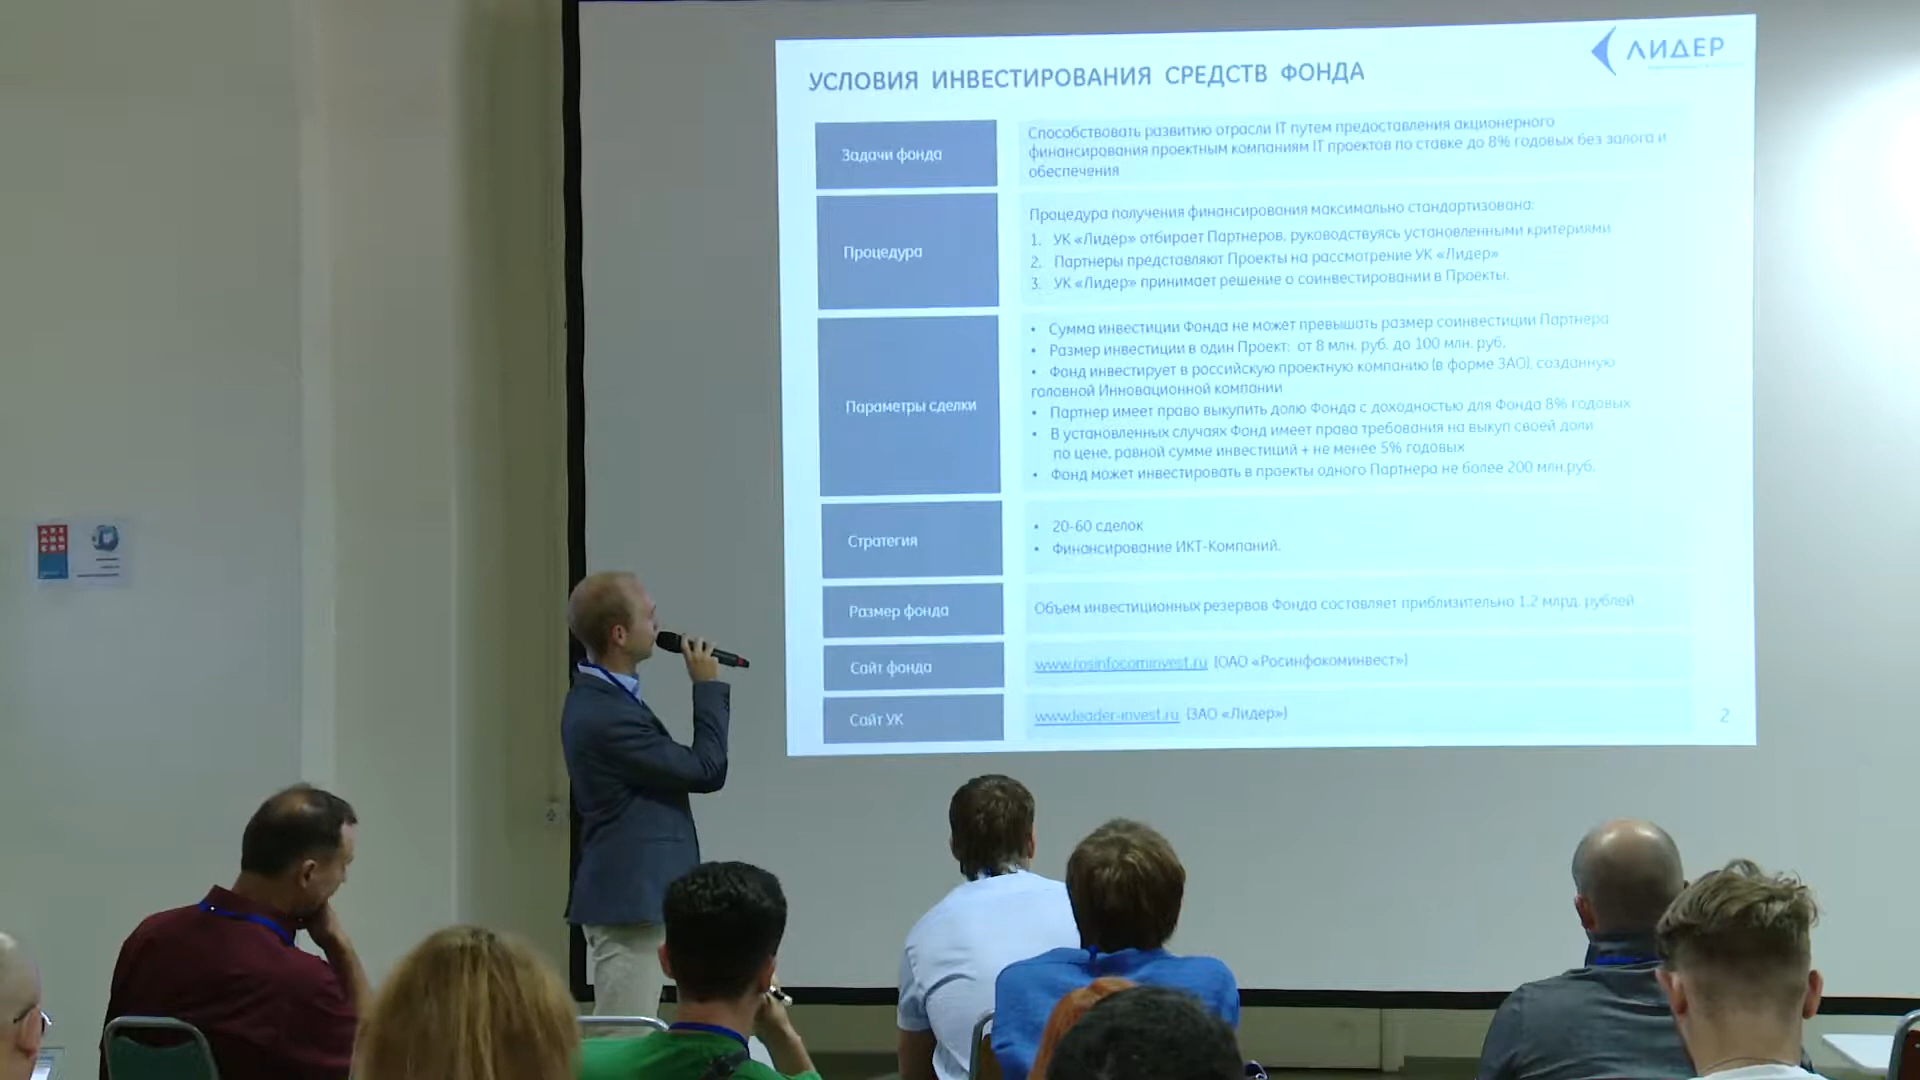 ЛИДЕР
УСЛОВИЯ ИНВЕСТИРОВАНИЯ СРЕДСТВ ФОНДА
Задачи фонда
Способствовать развитию отрасли IT путем предоставления акционерного
финансирования проектным компаниям IT проектов по ставке до 8% годовых без залога и
обеспечения
Процедура
Процедура получения финансирования максимально стандартизована:
1. УК «Лидер» отбирает Партнеров, руководствуясь установленными критериями
2. Партнеры представляют Проекты на рассмотрение УК «Лидер»
3. УК «Лидер» принимает решение о соинвестировании в Проекты.
Параметры сделки
• Сумма инвестиции Фонда не может превышать размер соинвестиции Партнера
• Размер инвестиции в один Проект: от 8 млн. руб. до 100 млн. руб.
• Фонд инвестирует в российскую проектную компанию (в форме ЗАО), созданную
головной Инновационной компании
• Партнер имеет право выкупить долю Фонда с доходностью для Фонда 8% годовых
• В установленных случаях Фонд имеет право требования на выкуп своей доли
по цене, равной сумме инвестиций + не менее 5% годовых
• Фонд может инвестировать в проекты одного Партнера не более 200 млн.руб.
Стратегия
• 20-60 сделок
• Финансирование ИКТ-Компаний.
Размер фонда
Объем инвестиционных резервов Фонда составляет приблизительно 1.2 млрд. рублей
Сайт фонда
www.rosinfocominvest.ru (ОАО «Росинфокоминвест»)
Сайт УК
www.leader-invest.ru (ЗАО «Лидер»)
2